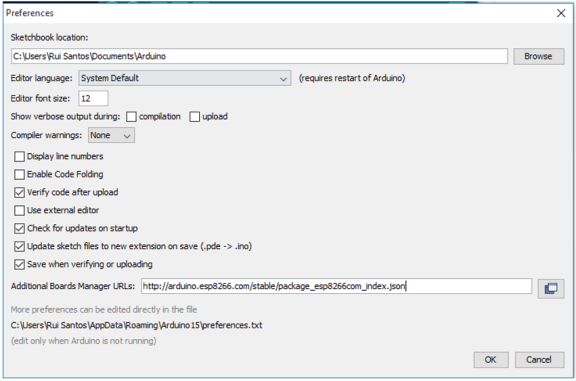 Preferences
Sketchbook location:
C:\Users\Rui Santos\Documents\Arduino Browse
Editor language: System Default (requires restart of Arduino)
Editor font size: 12
Show verbose output during: compilation upload
Compiler warnings: None
Display line numbers
Enable Code Folding
Verify code after upload
Use external editor
Check for updates on startup
Update sketch files to new extension on save (.pde -> .ino)
Save when verifying or uploading
Additional Boards Manager URLs: http://arduino.esp8266.com/stable/package_esp8266com_index.json
More preferences can be edited directly in the file
C:\Users\Rui Santos\AppData\Roaming\Arduino15\preferences.txt
(edit only when Arduino is not running)
OK Cancel